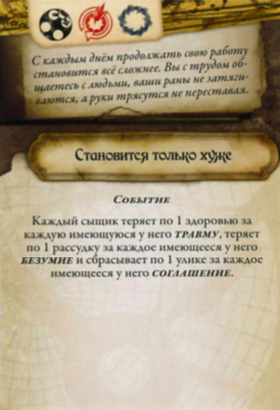 С каждым днём продолжать свою работу
становится всё сложнее. Вы с трудом об-
щаетесь с людьми, ваши раны не затяги-
ваются, а руки трясутся не переставая.
Становится только хуже
Событие
Каждый сыщик теряет по 1 здоровью за
каждую имеющуюся у него ТРАВМУ, теряет
по 1 рассудку за каждое имеющееся у него
БЕЗУМИЕ и сбрасывает по 1 улике за каждое
имеющееся у него СОГЛАШЕНИЕ.